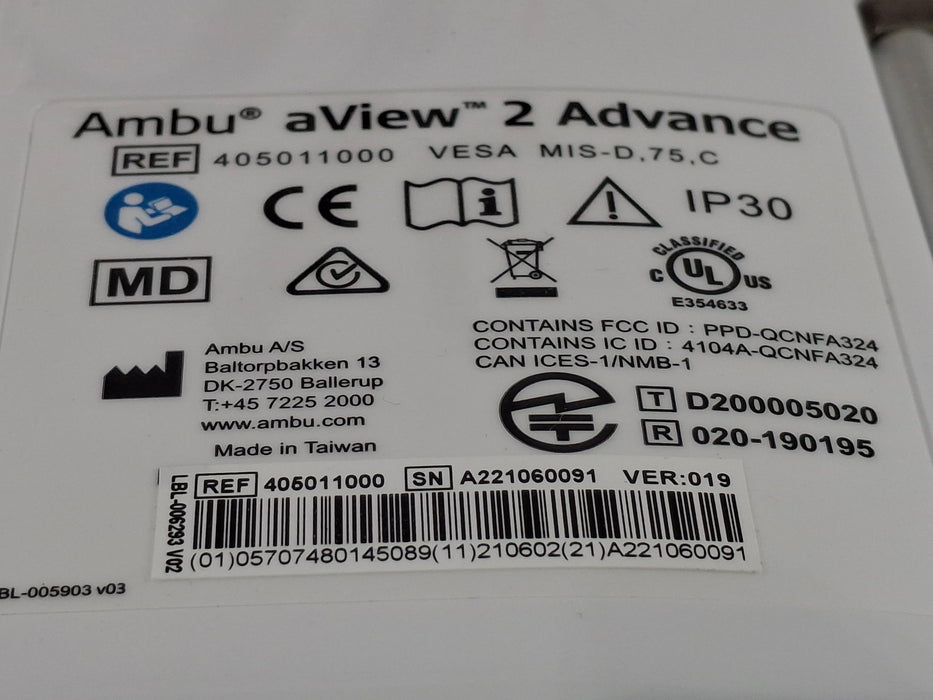 Ambu® aView™ 2 Advance
REF 405011000 VESA MIS-D,75,C
CE i ! IP30
MD CLASSIFIED C UL US
E354633
CONTAINS FCC ID : PPD-QCNFA324
CONTAINS IC ID : 4104A-QCNFA324
CAN ICES-1/NMB-1
Ambu A/S
Baltorpbakken 13
DK-2750 Ballerup
T:+45 7225 2000
www.ambu.com
Made in Taiwan
T D200005020
R 020-190195
LBL-006293 V02
REF 405011000 SN A221060091 VER:019
(01)05707480145089(11)210602(21)A221060091
BL-005903 v03